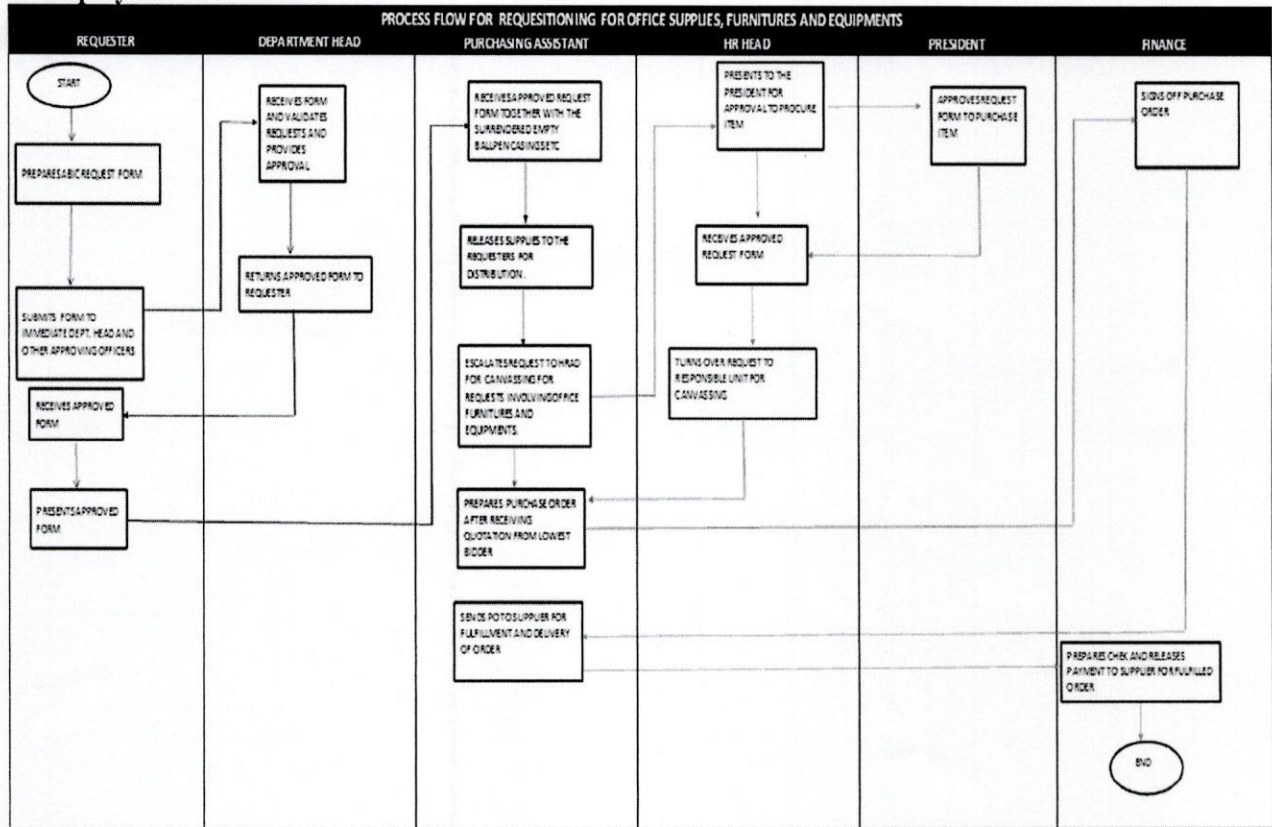 PROCESS FLOW FOR REQUESITIONING FOR OFFICE SUPPLIES, FURNITURES AND EQUIPMENTS
REQUESTER
DEPARTMENT HEAD
PURCHASING ASSISTANT
HR HEAD
PRESIDENT
FINANCE
START
PREPARES ABIC REQUEST FORM
SUBMITS FORM TO
IMMEDIATE DEPT. HEAD AND
OTHER APPROVING OFFICERS
RECEIVES APPROVED
FORM
PRESENTS APPROVED
FORM
RECEIVES FORM
AND VALIDATES
REQUESTS AND
PROVIDES
APPROVAL
RETURNS APPROVED FORM TO
REQUESTER
RECEIVES APPROVED REQUEST
FORM TOGETHER WITH THE
SURRENDERED EMPTY
BALLPEN CASINGS ETC
RELEASES SUPPLIES TO THE
REQUESTERS FOR
DISTRIBUTION.
ESCALATES REQUEST TO HRAD
FOR CANVASSING FOR
REQUESTS INVOLVING OFFICE
FURNITURES AND
EQUIPMENTS.
PREPARES PURCHASE ORDER
AFTER RECEIVING
QUOTATION FROM LOWEST
BIDDER
SENDS PO TO SUPPLIER FOR
FULFILLMENT AND DELIVERY
OF ORDER
PRESENTS TO THE
PRESIDENT FOR
APPROVAL TO PROCURE
ITEM
RECEIVES APPROVED
REQUEST FORM
TURNS OVER REQUEST TO
RESPONSIBLE UNIT FOR
CANVASSING
APPROVES REQUEST
FORM TO PURCHASE
ITEM
SIGNS OFF PURCHASE
ORDER
PREPARES CHEK AND RELEASES
PAYMENT TO SUPPLIER FOR FULFILLED
ORDER
END